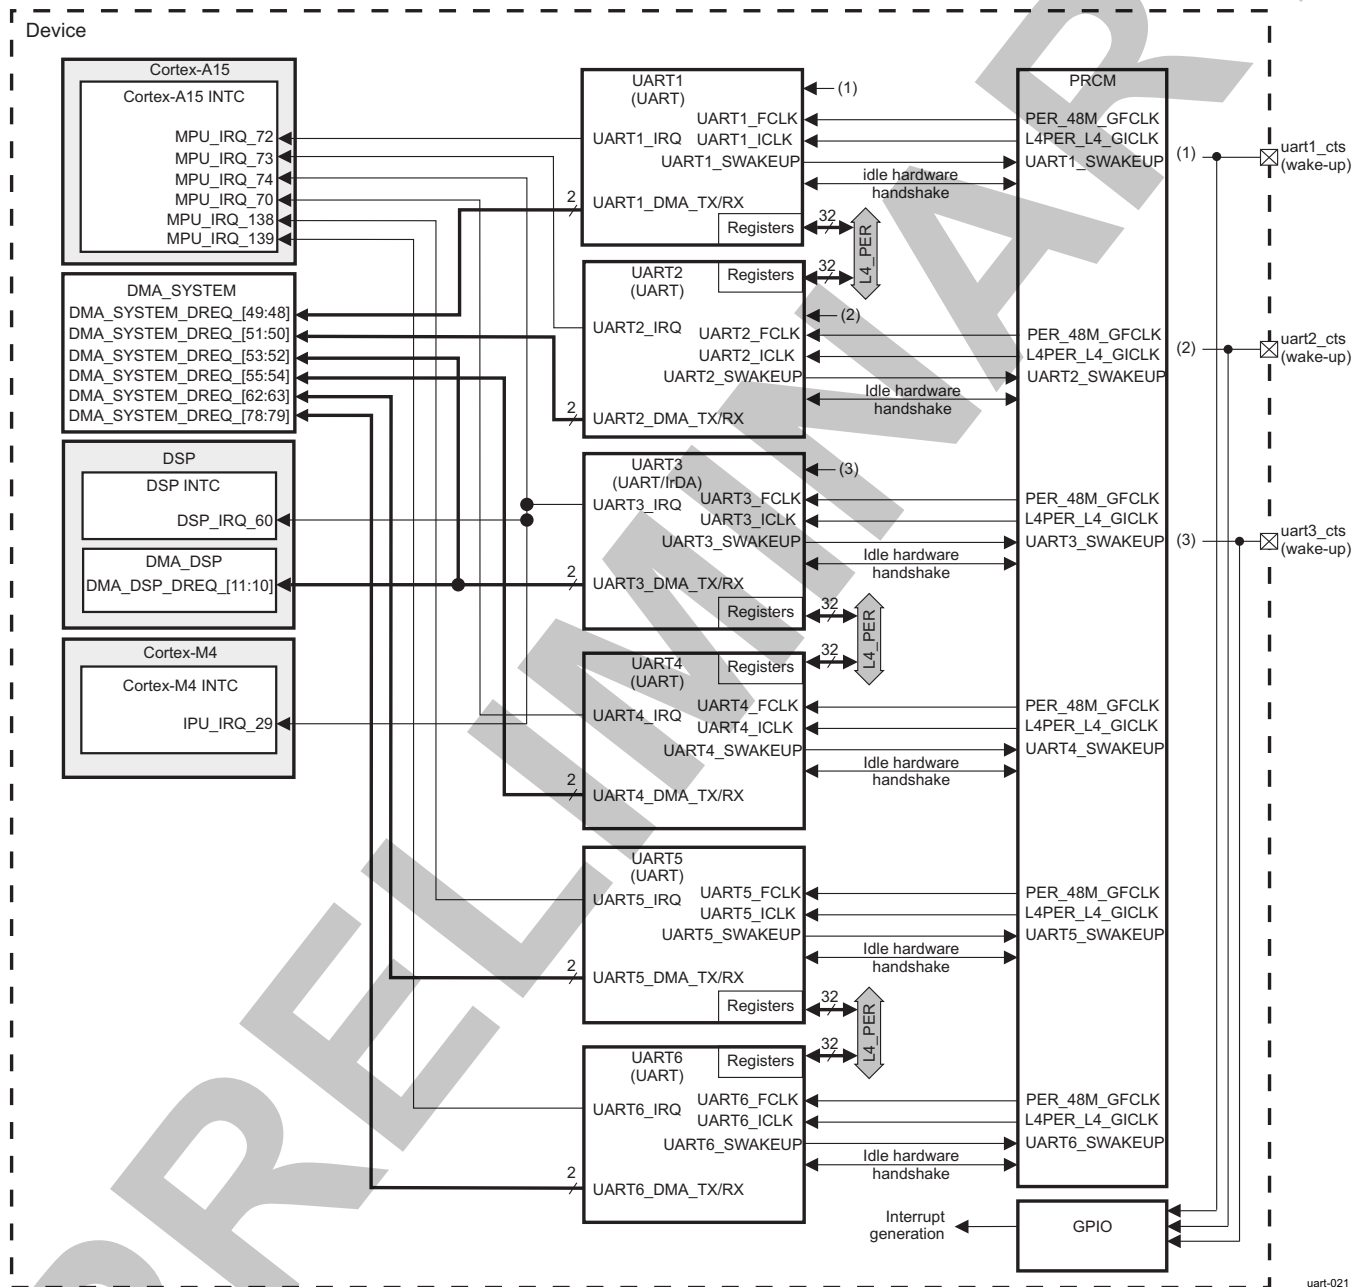 Device
Cortex-A15
Cortex-A15 INTC
MPU_IRQ_72
MPU_IRQ_73
MPU_IRQ_74
MPU_IRQ_70
MPU_IRQ_138
MPU_IRQ_139
DMA_SYSTEM
DMA_SYSTEM_DREQ_[49:48]
DMA_SYSTEM_DREQ_[51:50]
DMA_SYSTEM_DREQ_[53:52]
DMA_SYSTEM_DREQ_[55:54]
DMA_SYSTEM_DREQ_[62:63]
DMA_SYSTEM_DREQ_[78:79]
DSP
DSP INTC
DSP_IRQ_60
DMA_DSP
DMA_DSP_DREQ_[11:10]
Cortex-M4
Cortex-M4 INTC
IPU_IRQ_29
UART1
(UART)
(1)
UART1_FCLK
UART1_IRQ
UART1_ICLK
UART1_SWAKEUP
idle hardware
handshake
2
UART1_DMA_TX/RX
Registers
32
L4_PER
UART2
(UART)
Registers
32
(2)
UART2_IRQ
UART2_FCLK
UART2_ICLK
UART2_SWAKEUP
Idle hardware
handshake
2
UART2_DMA_TX/RX
UART3
(UART/IrDA)
(3)
UART3_IRQ
UART3_FCLK
UART3_ICLK
UART3_SWAKEUP
Idle hardware
handshake
2
UART3_DMA_TX/RX
Registers
32
L4_PER
UART4
(UART)
Registers
32
UART4_IRQ
UART4_FCLK
UART4_ICLK
UART4_SWAKEUP
Idle hardware
handshake
2
UART4_DMA_TX/RX
UART5
(UART)
UART5_IRQ
UART5_FCLK
UART5_ICLK
UART5_SWAKEUP
Idle hardware
handshake
2
UART5_DMA_TX/RX
Registers
32
L4_PER
UART6
(UART)
Registers
32
UART6_IRQ
UART6_FCLK
UART6_ICLK
UART6_SWAKEUP
Idle hardware
handshake
2
UART6_DMA_TX/RX
PRCM
PER_48M_GFCLK
L4PER_L4_GICLK
UART1_SWAKEUP
PER_48M_GFCLK
L4PER_L4_GICLK
UART2_SWAKEUP
PER_48M_GFCLK
L4PER_L4_GICLK
UART3_SWAKEUP
PER_48M_GFCLK
L4PER_L4_GICLK
UART4_SWAKEUP
PER_48M_GFCLK
L4PER_L4_GICLK
UART5_SWAKEUP
PER_48M_GFCLK
L4PER_L4_GICLK
UART6_SWAKEUP
(1)
uart1_cts
(wake-up)
(2)
uart2_cts
(wake-up)
(3)
uart3_cts
(wake-up)
Interrupt
generation
GPIO
uart-021
PRELIMINAR